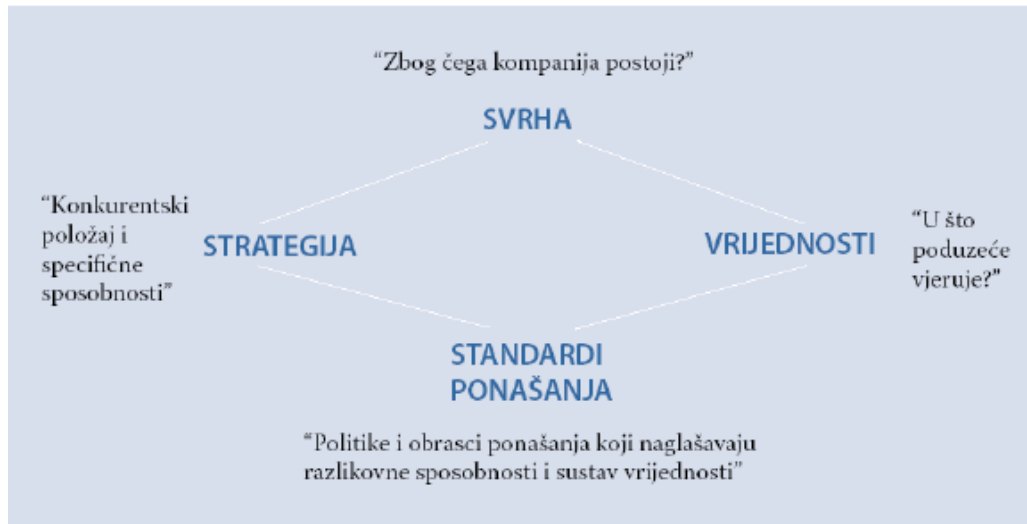 “Zbog čega kompanija postoji?”
SVRHA
“Konkurentski
položaj i
specifične
sposobnosti”
STRATEGIJA
VRIJEDNOSTI
“U što
poduzeće
vjeruje?”
STANDARDI
PONAŠANJA
“Politike i obrasci ponašanja koji naglašavaju
razlikovne sposobnosti i sustav vrijednosti”